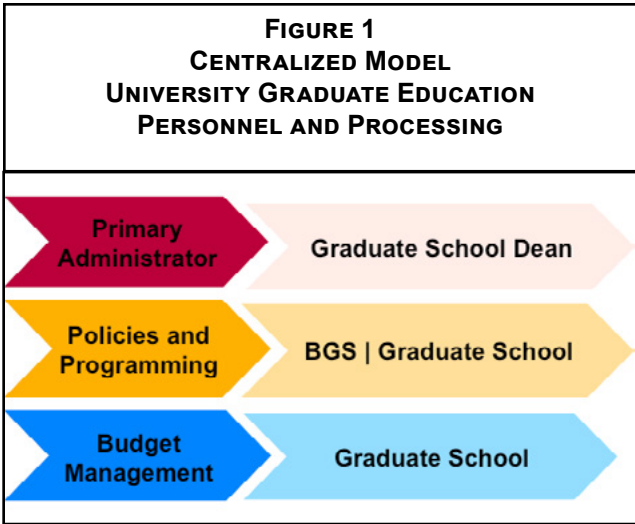 FIGURE 1
CENTRALIZED MODEL
UNIVERSITY GRADUATE EDUCATION
PERSONNEL AND PROCESSING
Primary
Administrator
Graduate School Dean
Policies and
Programming
BGS | Graduate School
Budget
Management
Graduate School